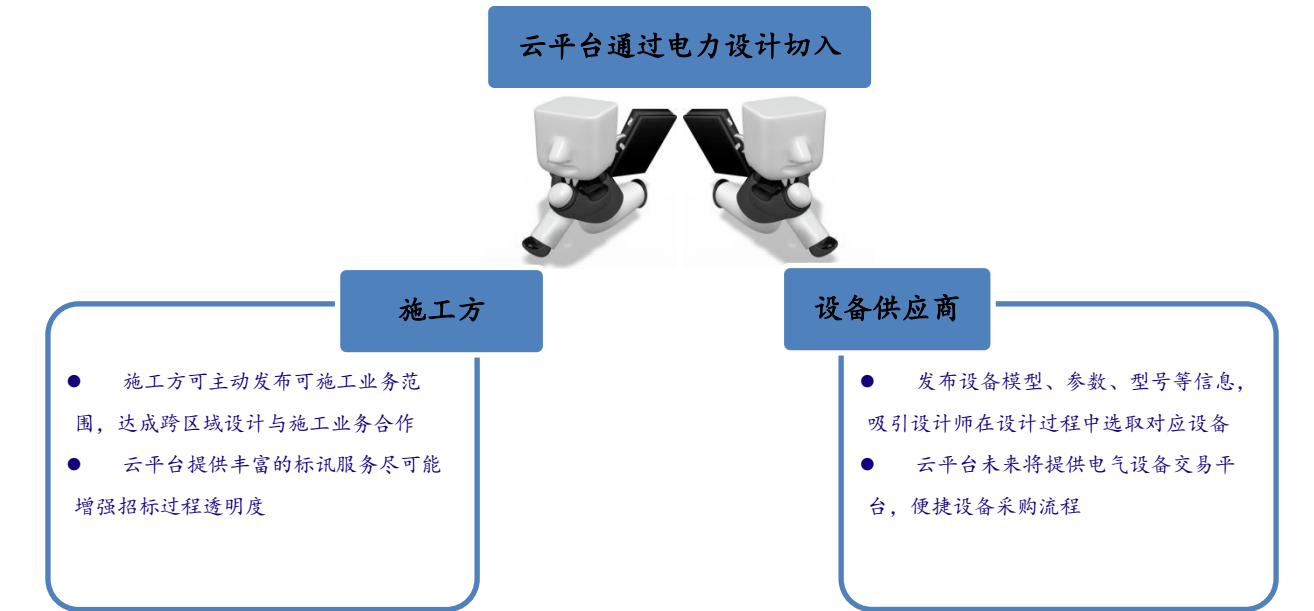 云平台通过电力设计切入
施工方
● 施工方可主动发布可施工业务范
围，达成跨区域设计与施工业务合作
● 云平台提供丰富的标讯服务尽可能
增强招标过程透明度
设备供应商
● 发布设备模型、参数、型号等信息，
吸引设计师在设计过程中选取对应设备
● 云平台未来将提供电气设备交易平
台，便捷设备采购流程